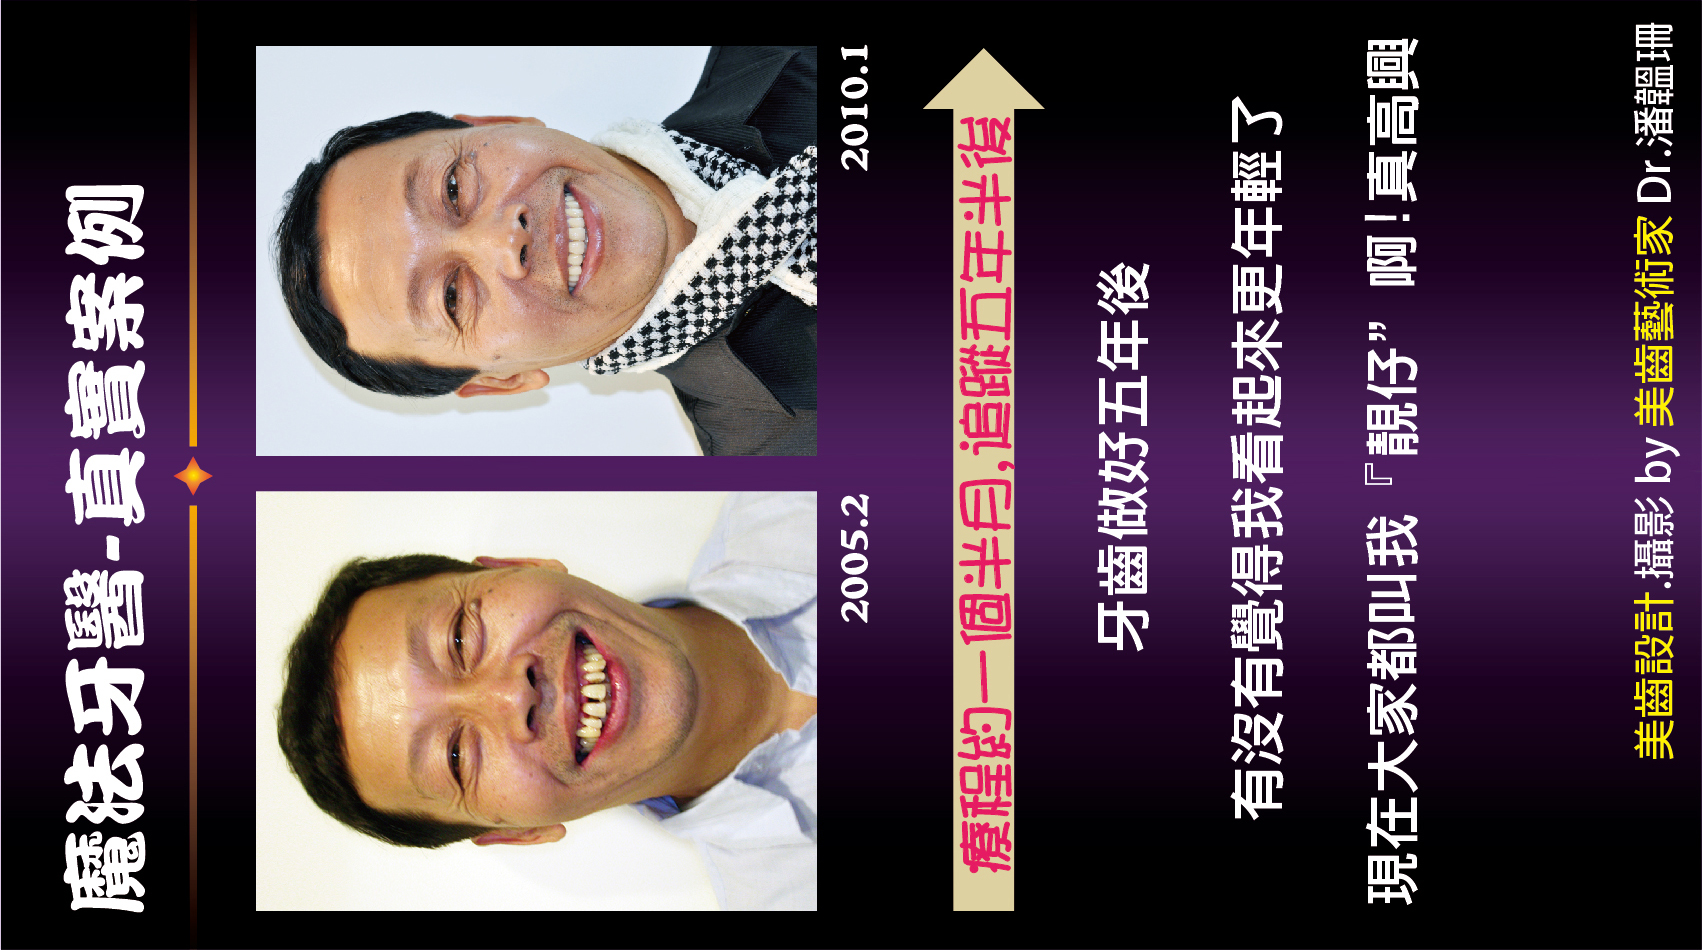 魔法牙醫-真實案例
2005.2
2010.1
療程約一個半月,追蹤五年半後
牙齒做好五年後
有沒有覺得我看起來更年輕了
現在大家都叫我『靚仔” 啊!真高興
美齒設計.攝影 by 美齒藝術家 Dr.潘韞珊